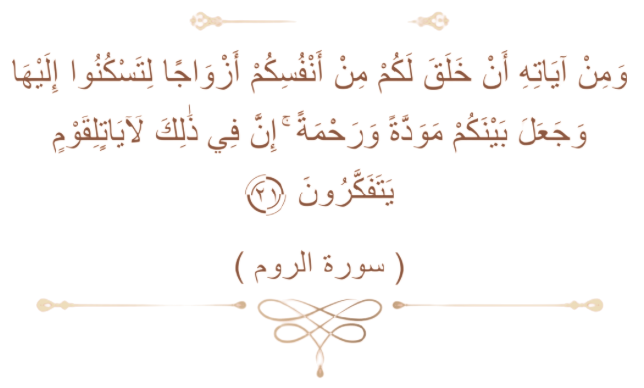 وَمِنْ آيَاتِهِ أَنْ خَلَقَ لَكُمْ مِنْ أَنْفُسِكُمْ أَزْوَاجًا لِتَسْكُنُوا إِلَيْهَا
وَجَعَلَ بَيْنَكُمْ مَوَدَّةً وَرَحْمَةً ۚ إِنَّ فِي ذَٰلِكَ لَآيَاتٍلِقَوْمٍ
يَتَفَكَّرُونَ ﴿٢١﴾
( سورة الروم )